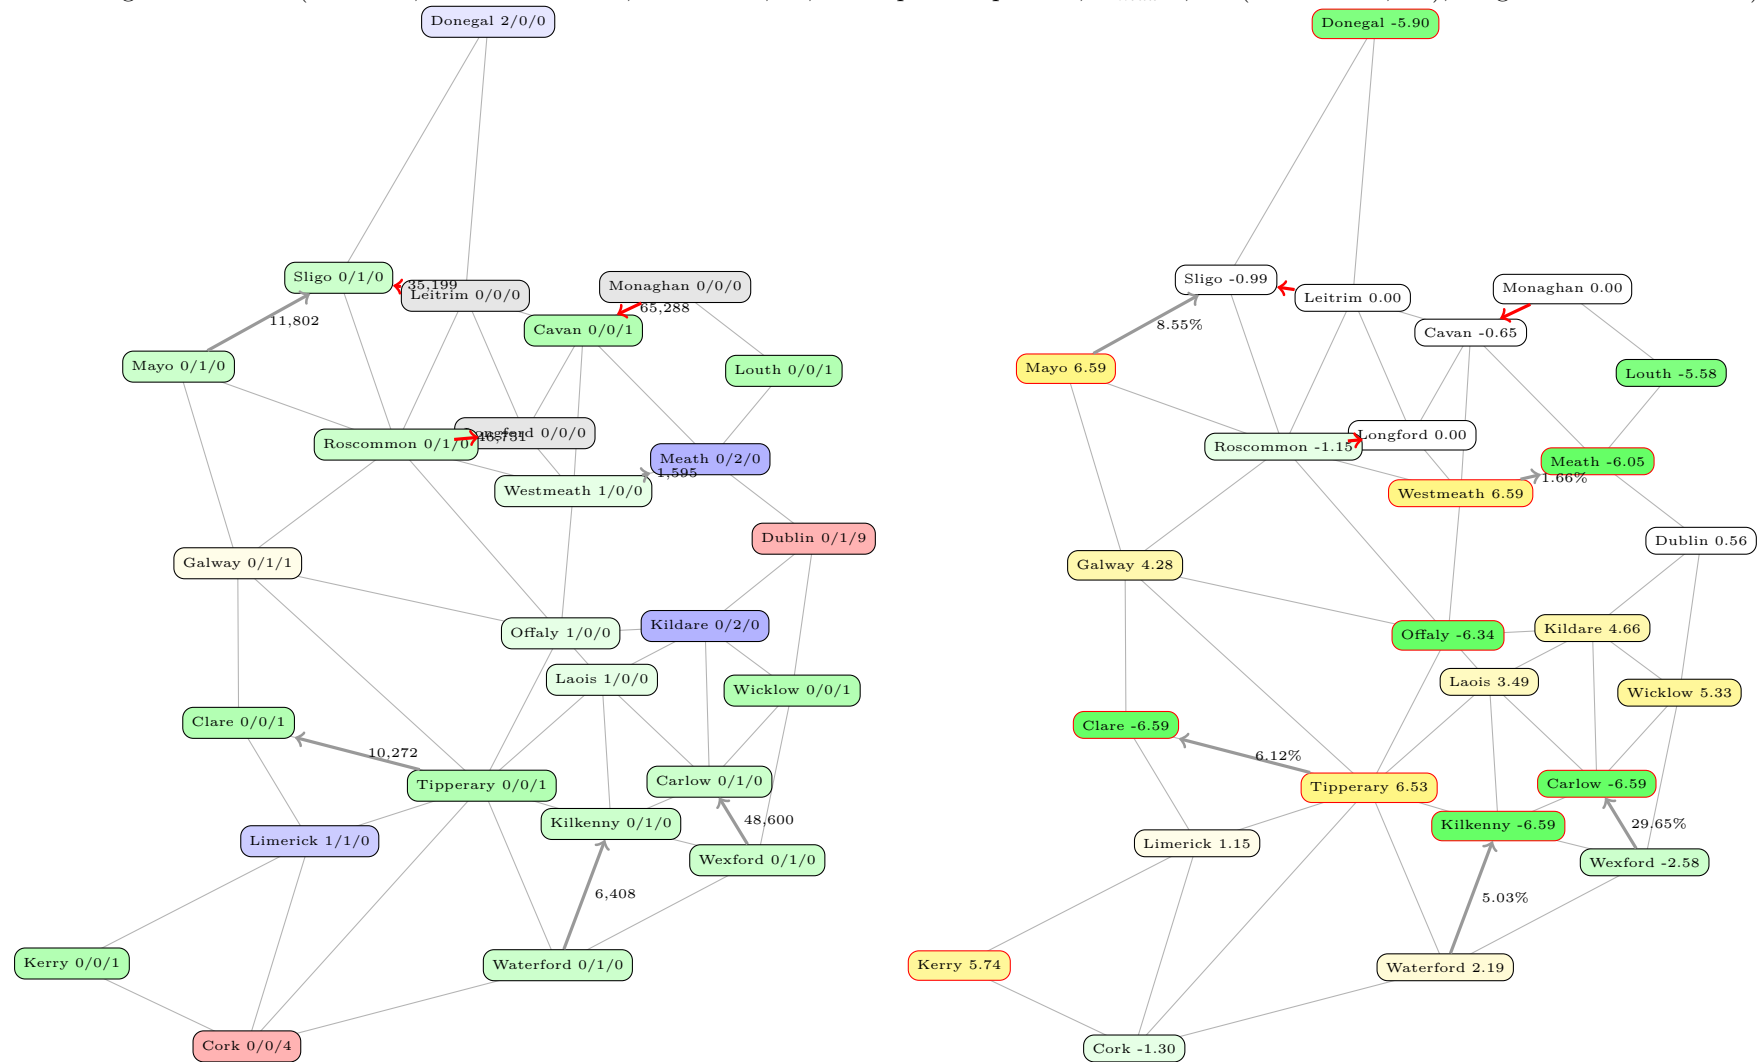 Donegal 2/0/0
Sligo 0/1/0
35,199
Leitrim 0/0/0
Monaghan 0/0/0
65,288
11,802
Cavan 0/0/1
Mayo 0/1/0
Louth 0/0/1
Roscommon 0/1/0
Longford 0/0/0
46,731
Meath 0/2/0
1,595
Westmeath 1/0/0
Dublin 0/1/9
Galway 0/1/1
Offaly 1/0/0
Kildare 0/2/0
Laois 1/0/0
Wicklow 0/0/1
Clare 0/0/1
10,272
Tipperary 0/0/1
Carlow 0/1/0
Kilkenny 0/1/0
48,600
Limerick 1/1/0
Wexford 0/1/0
6,408
Kerry 0/0/1
Waterford 0/1/0
Cork 0/0/4
Donegal -5.90
Sligo -0.99
Leitrim 0.00
Monaghan 0.00
8.55%
Cavan -0.65
Mayo 6.59
Louth -5.58
Roscommon -1.15
Longford 0.00
Meath -6.05
1.66%
Westmeath 6.59
Dublin 0.56
Galway 4.28
Offaly -6.34
Kildare 4.66
Laois 3.49
Wicklow 5.33
Clare -6.59
6.12%
Tipperary 6.53
Carlow -6.59
Kilkenny -6.59
29.65%
Limerick 1.15
Wexford -2.58
5.03%
Kerry 5.74
Waterford 2.19
Cork -1.30